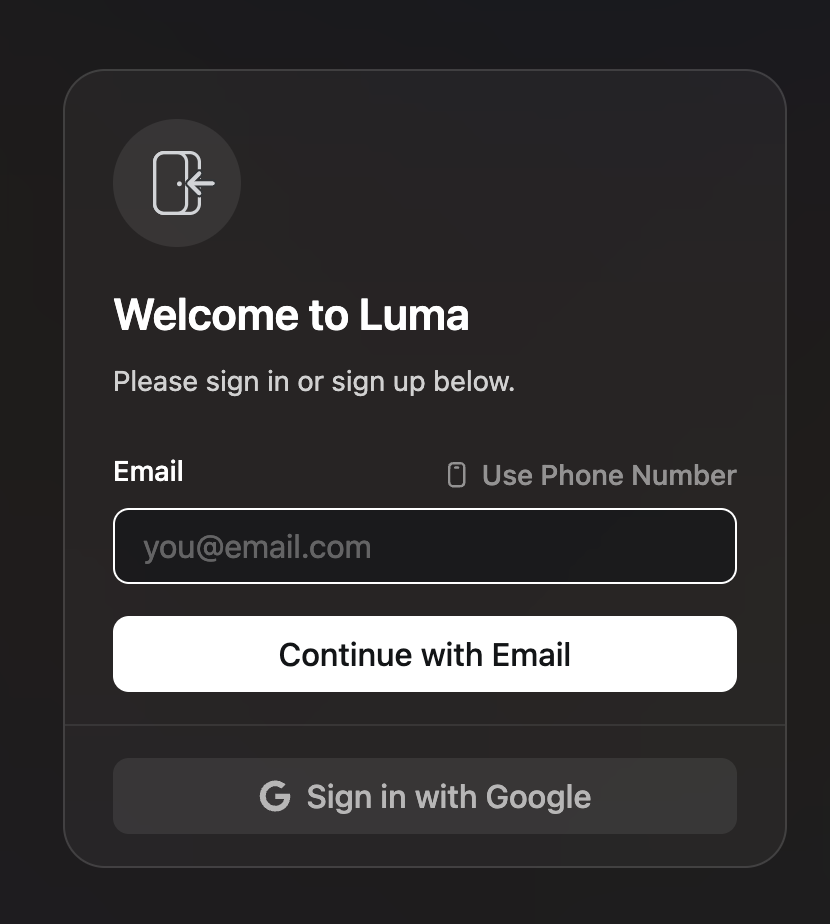 Welcome to Luma
Please sign in or sign up below.
Email
Use Phone Number
you@email.com
Continue with Email
Sign in with Google